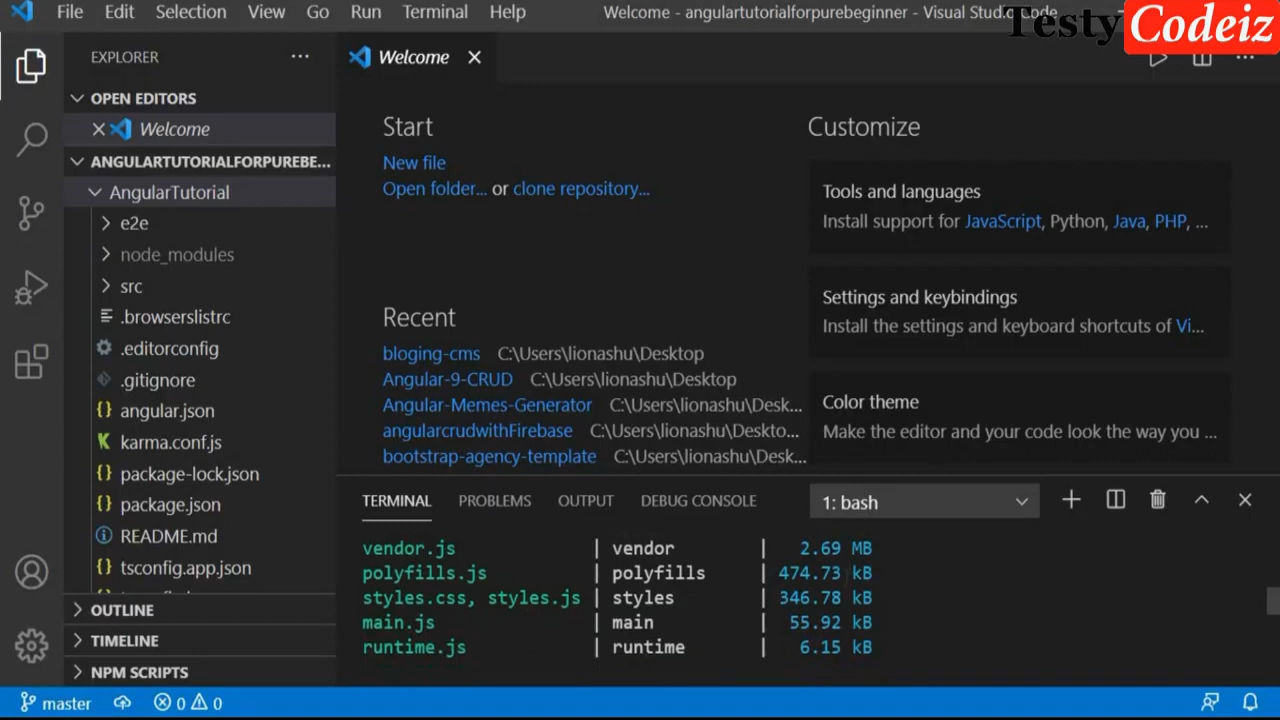 File Edit Selection View Go Run Terminal Help
Welcome - angulartutorialforpurebeginner - Visual Stud
Code
Testy Codeiz
EXPLORER
OPEN EDITORS
Welcome
ANGULARTUTORIALFORPUREBE...
AngularTutorial
e2e
node_modules
src
.browserslistrc
.editorconfig
.gitignore
angular.json
karma.conf.js
package-lock.json
package.json
README.md
tsconfig.app.json
OUTLINE
TIMELINE
NPM SCRIPTS
Welcome
Start
New file
Open folder... or clone repository...
Recent
bloging-cms C:\Users\lionashu\Desktop
Angular-9-CRUD C:\Users\lionashu\Desktop
Angular-Memes-Generator C:\Users\lionashu\Desk...
angularcrudwithFirebase C:\Users\lionashu\Deskto...
bootstrap-agency-template C:\Users\lionashu\Desk...
Customize
Tools and languages
Install support for JavaScript, Python, Java, PHP, ...
Settings and keybindings
Install the settings and keyboard shortcuts of Vi...
Color theme
Make the editor and your code look the way you ...
TERMINAL PROBLEMS OUTPUT DEBUG CONSOLE 1: bash
vendor.js | vendor | 2.69 MB
polyfills.js | polyfills | 474.73 kB
styles.css, styles.js | styles | 346.78 kB
main.js | main | 55.92 kB
runtime.js | runtime | 6.15 kB
master 0 0